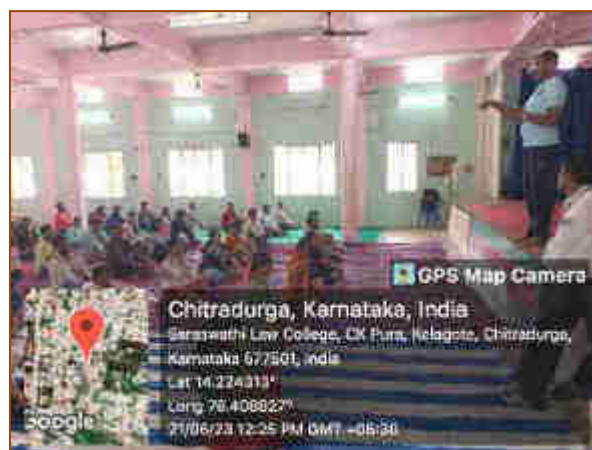 GPS Map Camera
Chitradurga, Karnataka, India
Saraswathi Law College, CK Pura, Kelagote, Chitradurga,
Karnataka 577501, India
Lat 14.224313°
Long 76.408827°
21/06/23 12:25 PM GMT +05:30
Google